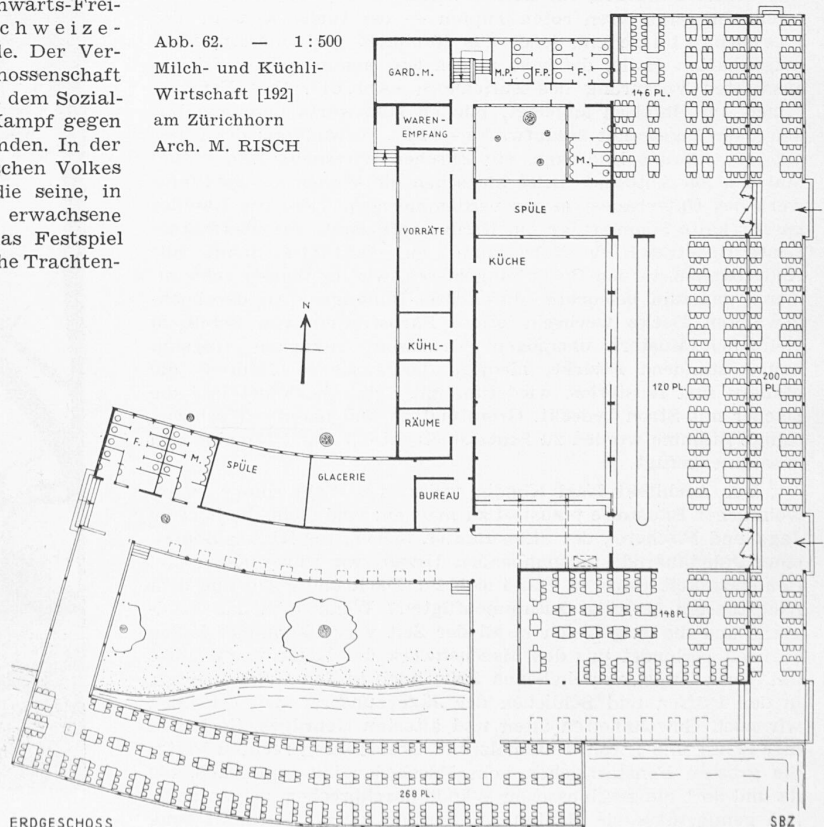 nwärts-Frei-
chweize-
le. Der Ver-
nossenschaft
dem Sozial-
Kampf gegen
nden. In der
schen Volkes
die seine, in
erwachsene
as Festspiel
he Trachten-
Abb. 62. — 1:500
Milch- und Küchli-
Wirtschaft [192]
am Zürichhorn
Arch. M. RISCH
GARD. M.
M.P.
F.P.
F.
146 PL.
WAREN-
EMPFANG
M.
SPÜLE
VORRÄTE
KÜCHE
N
KÜHL-
120 PL.
200
PL.
RÄUME
F.
M.
SPÜLE
GLACERIE
BUREAU
148 PL
268 PL.
ERDGESCHOSS
SBZ